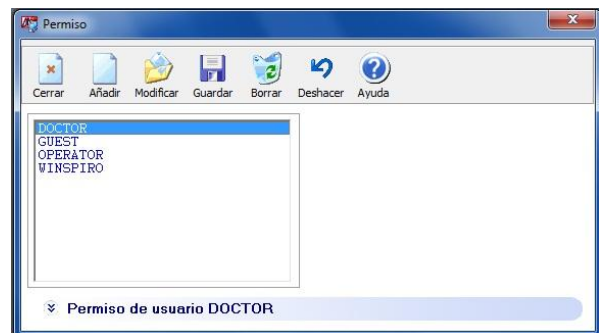 Permiso
Cerrar Añadir Modificar Guardar Borrar Deshacer Ayuda
DOCTOR
GUEST
OPERATOR
WINSPIRO
Permiso de usuario DOCTOR